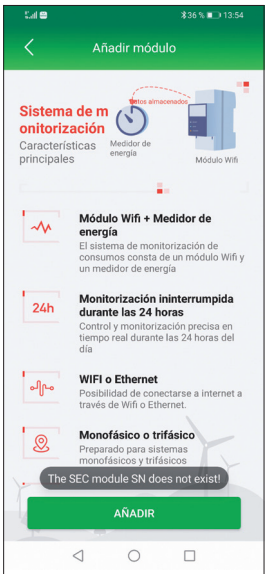 36 % 13:54
Añadir módulo
Sistema de m
onitorización
Características
principales
Datos almacenados
Medidor de
energía
Módulo Wifi
Módulo Wifi + Medidor de
energía
El sistema de monitorización de
consumos consta de un módulo Wifi y
un medidor de energía
24h
Monitorización ininterrumpida
durante las 24 horas
Control y monitorización precisa en
tiempo real durante las 24 horas del
día
WIFI o Ethernet
Posibilidad de conectarse a internet a
través de Wifi o Ethernet.
Monofásico o trifásico
Preparado para sistemas
monofásicos y trifásicos
The SEC module SN does not exist!
AÑADIR